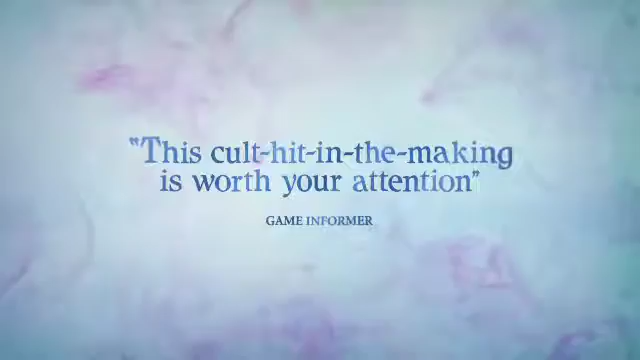 "This cult-hit-in-the-making
is worth your attention"
GAME INFORMER